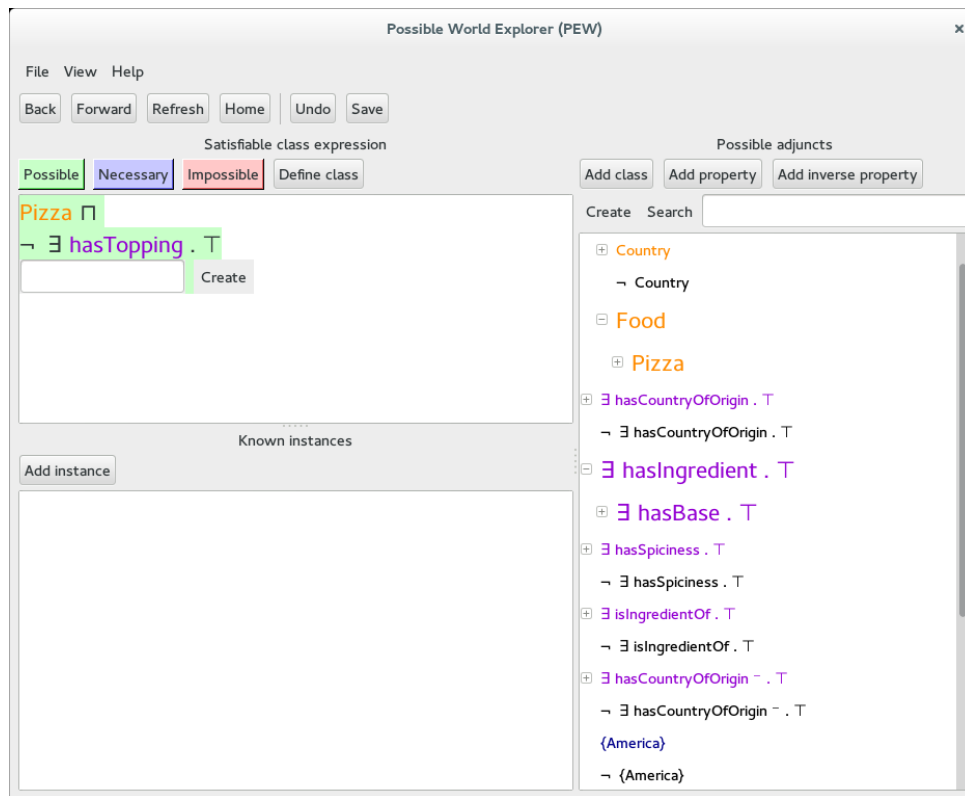 Possible World Explorer (PEW)
File View Help
Back Forward Refresh Home Undo Save
Satisfiable class expression
Possible Necessary Impossible Define class
Pizza ⊓
¬ ∃ hasTopping . ⊤
Create
Known instances
Add instance
Possible adjuncts
Add class Add property Add inverse property
Create Search
Country
¬ Country
Food
Pizza
∃ hasCountryOfOrigin . ⊤
¬ ∃ hasCountryOfOrigin . ⊤
∃ hasIngredient . ⊤
∃ hasBase . ⊤
∃ hasSpiciness . ⊤
¬ ∃ hasSpiciness . ⊤
∃ isIngredientOf . ⊤
¬ ∃ isIngredientOf . ⊤
∃ hasCountryOfOrigin ⁻ . ⊤
¬ ∃ hasCountryOfOrigin ⁻ . ⊤
{America}
¬ {America}